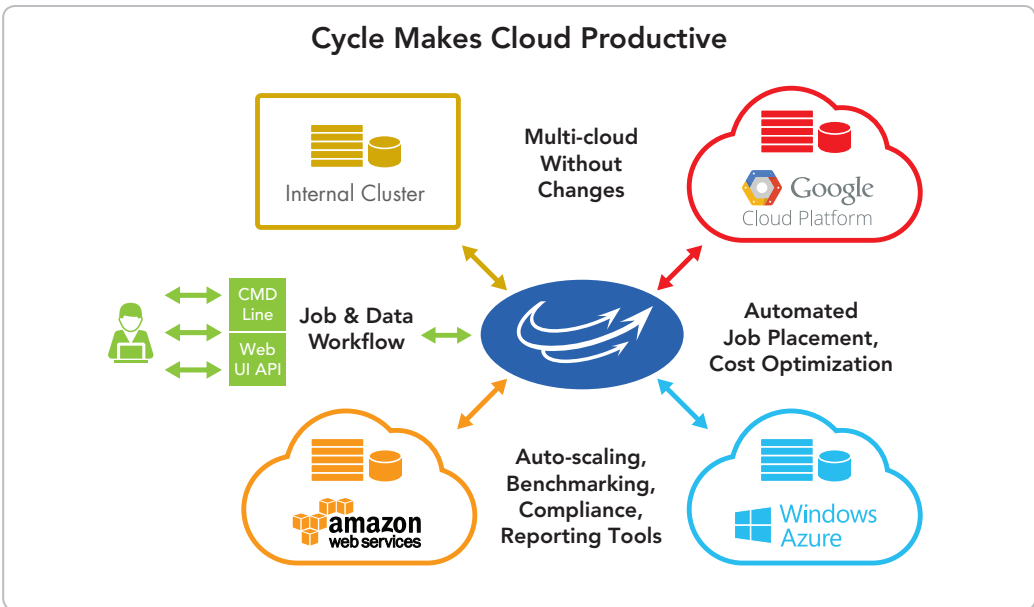 Cycle Makes Cloud Productive
Internal Cluster
Multi-cloud
Without
Changes
Google
Cloud Platform
CMD
Line
Web
UI API
Job & Data
Workflow
Automated
Job Placement,
Cost Optimization
amazon
web services
Auto-scaling,
Benchmarking,
Compliance,
Reporting Tools
Windows
Azure